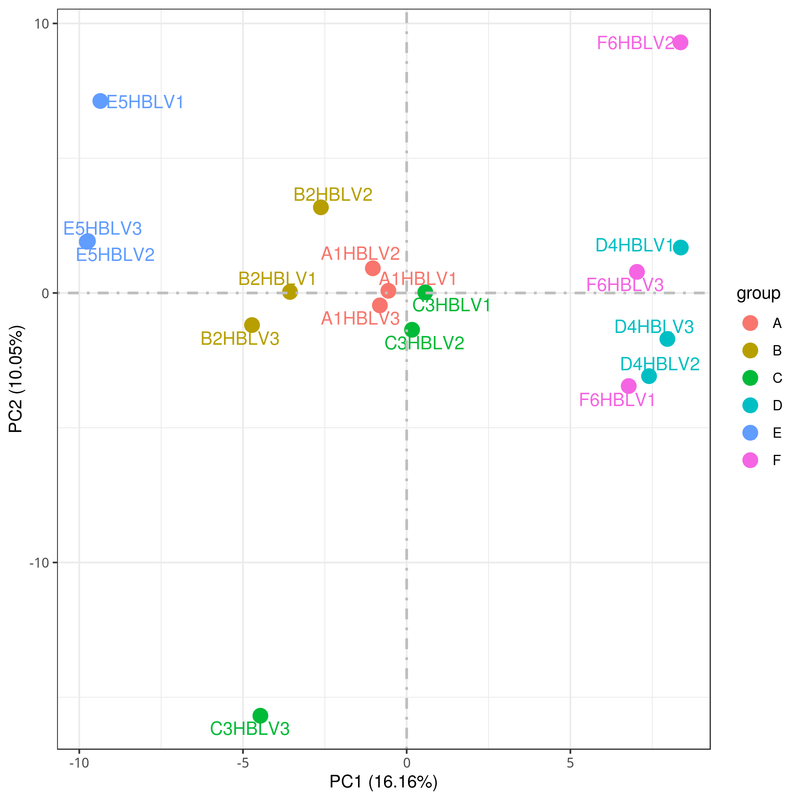 10
F6HBLV2
E5HBLV1
B2HBLV2
E5HBLV3
D4HBLV1
E5HBLV2
A1HBLV2
B2HBLV1
A1HBLV1
F6HBLV3
group
0
C3HBLV1
A
A1HBLV3
D4HBLV3
B2HBLV3
C3HBLV2
B
D4HBLV2
C
F6HBLV1
D
E
F
PC2 (10.05%)
-10
C3HBLV3
-10
-5
0
5
PC1 (16.16%)